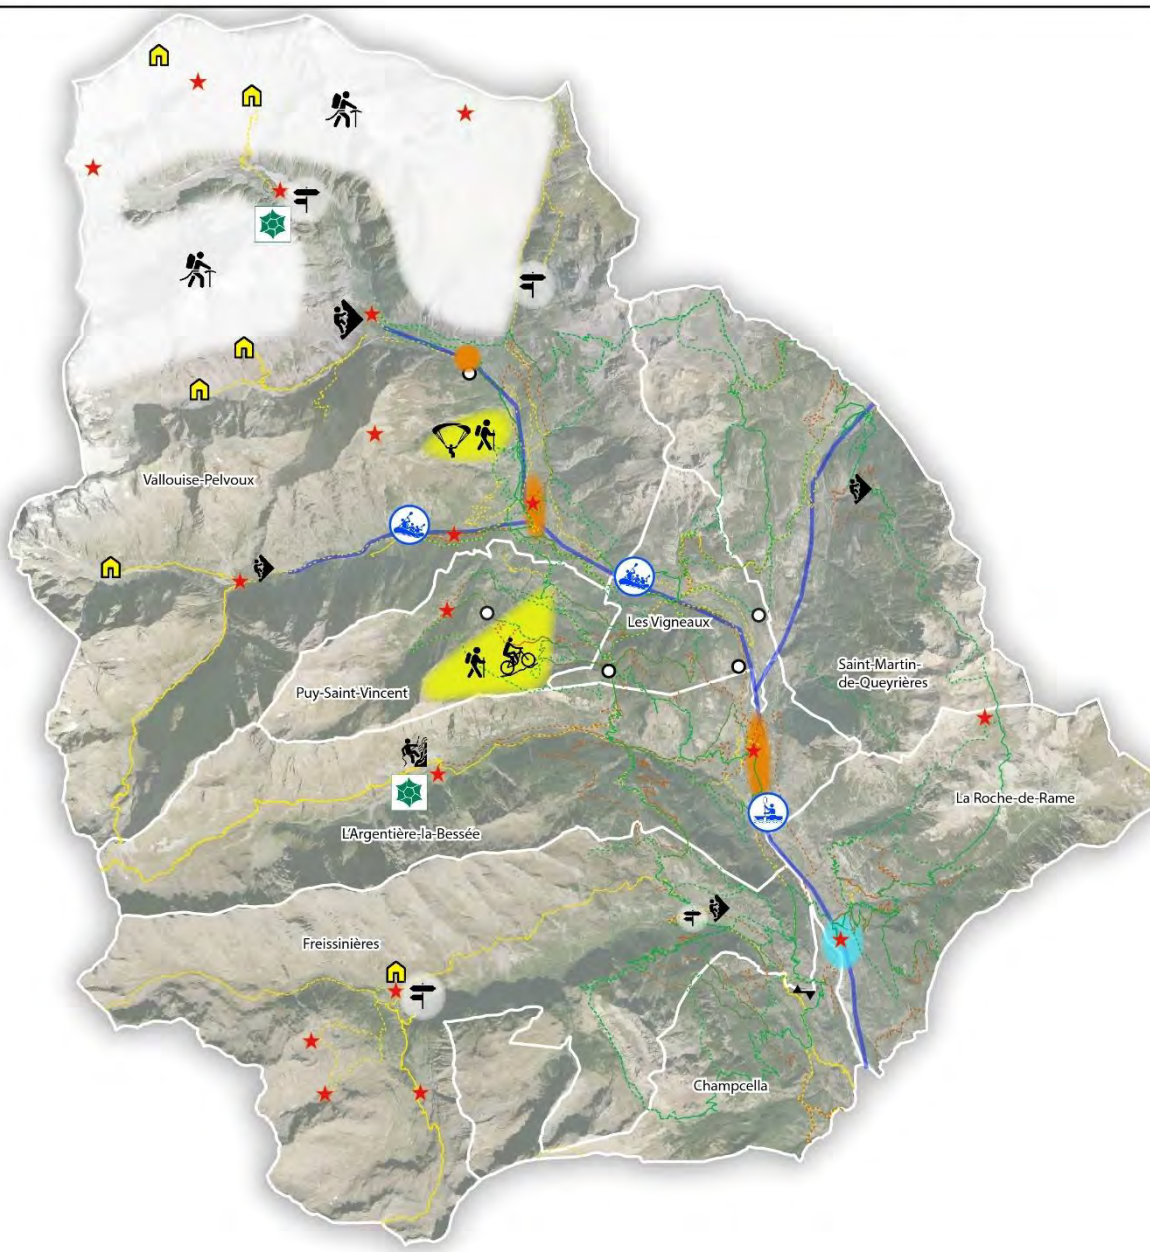 Vallouise-Pelvoux
Les Vigneaux
Saint-Martin-
de-Queyrières
Puy-Saint-Vincent
La Roche-de-Rame
L'Argentière-la-Bessée
Freissinières
Champcella